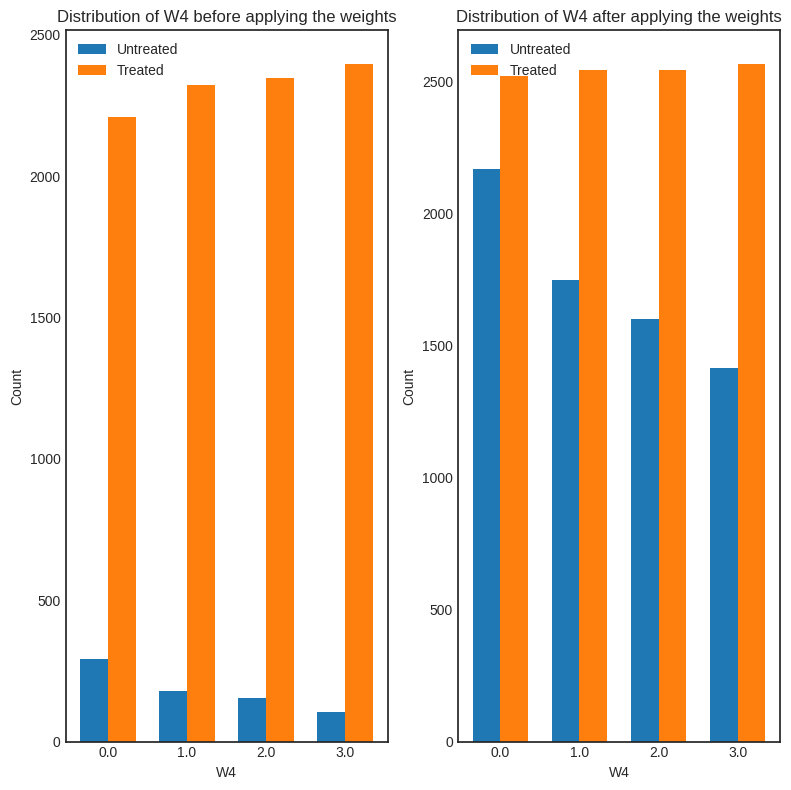 Distribution of W4 before applying the weights
Untreated
Treated
2500
2000
1500
1000
500
0
Count
0.0 1.0 2.0 3.0
W4
Distribution of W4 after applying the weights
Untreated
Treated
2500
2000
1500
1000
500
0
Count
0.0 1.0 2.0 3.0
W4